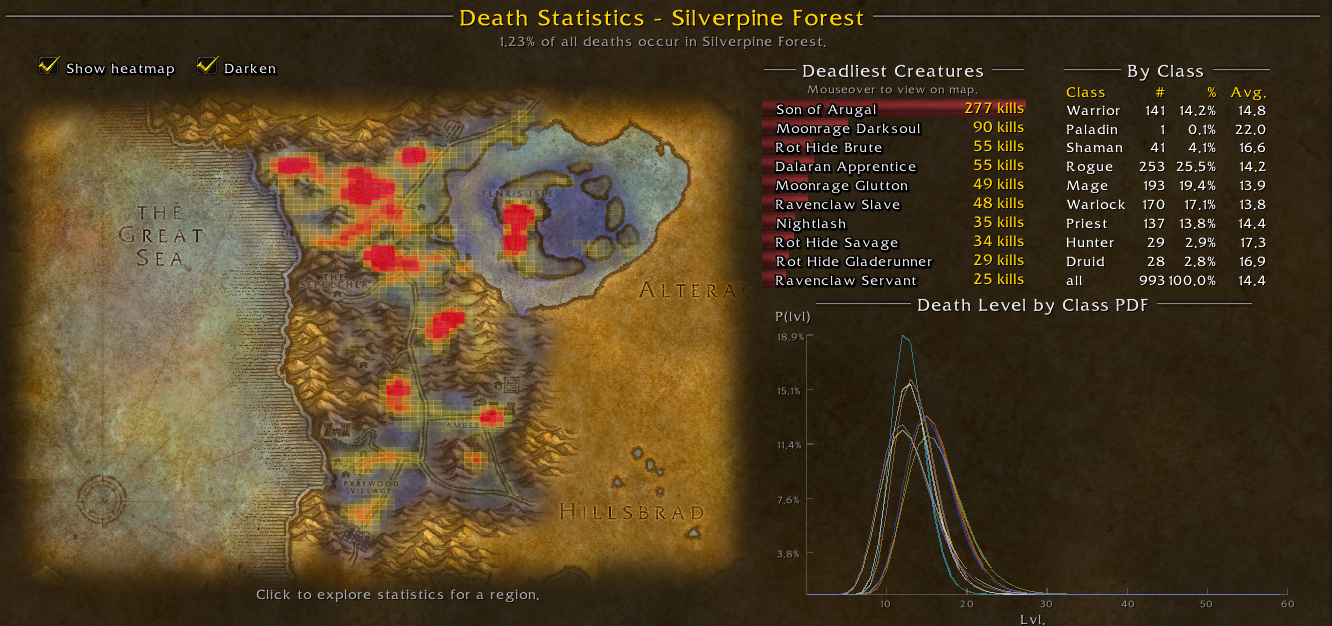 Death Statistics - Silverpine Forest
1,23% of all deaths occur in Silverpine Forest.
Show heatmap
Darken
THE
GREAT
SEA
TENRIS ISLE
THE
SEPULCHER
ALTERAC
AMBER
PYREWOOD
VILLAGE
HILLSBRAD
Click to explore statistics for a region.
Deadliest Creatures
Mouseover to view on map.
Son of Arugal 277 kills
Moonrage Darksoul 90 kills
Rot Hide Brute 55 kills
Dalaran Apprentice 55 kills
Moonrage Glutton 49 kills
Ravenclaw Slave 48 kills
Nightlash 35 kills
Rot Hide Savage 34 kills
Rot Hide Gladerunner 29 kills
Ravenclaw Servant 25 kills
By Class
Class # % Avg.
Warrior 141 14,2% 14,8
Paladin 1 0,1% 22,0
Shaman 41 4,1% 16,6
Rogue 253 25,5% 14,2
Mage 193 19,4% 13,9
Warlock 170 17,1% 13,8
Priest 137 13,8% 14,4
Hunter 29 2,9% 17,3
Druid 28 2,8% 16,9
all 993 100,0% 14,4
Death Level by Class PDF
P(lvl)
18,9%
15,1%
11,4%
7,6%
3,8%
10 20 30 40 50 60
Lvl.